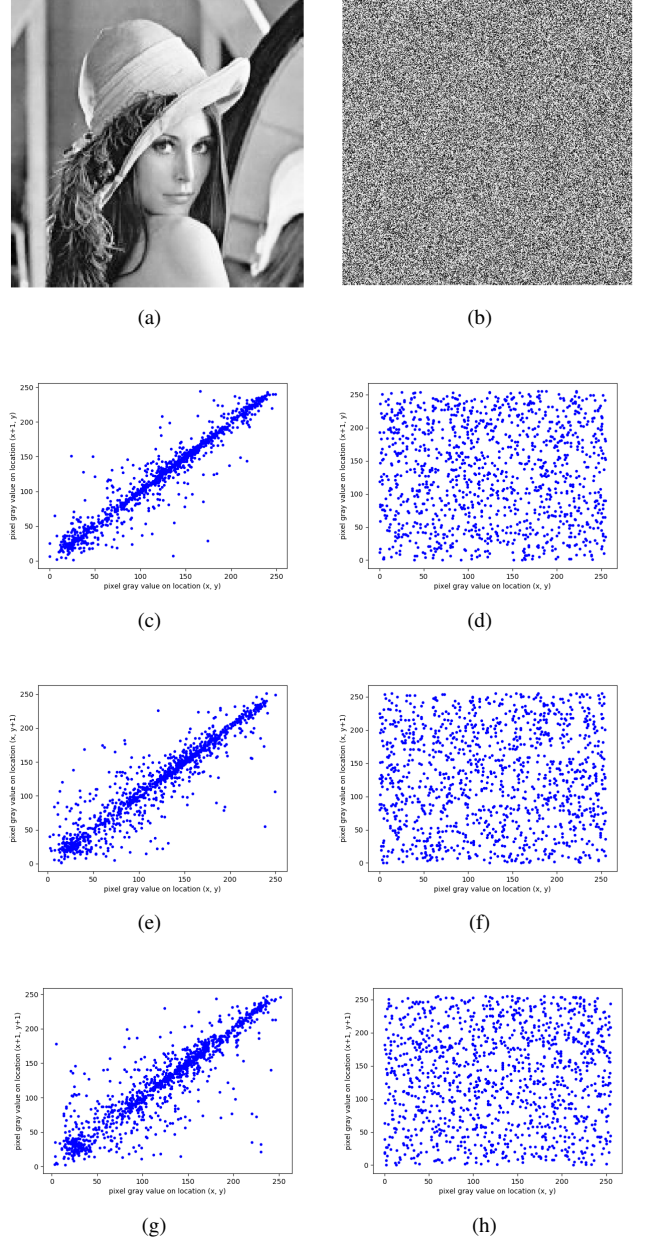 (a)
(b)
250
200
150
100
50
0
pixel gray value on location (x+1, y)
0 50 100 150 200 250
pixel gray value on location (x, y)
(c)
250
200
150
100
50
0
pixel gray value on location (x+1, y)
0 50 100 150 200 250
pixel gray value on location (x, y)
(d)
250
200
150
100
50
0
pixel gray value on location (x, y+1)
0 50 100 150 200 250
pixel gray value on location (x, y)
(e)
250
200
150
100
50
0
pixel gray value on location (x, y+1)
0 50 100 150 200 250
pixel gray value on location (x, y)
(f)
250
200
150
100
50
0
pixel gray value on location (x+1, y+1)
0 50 100 150 200 250
pixel gray value on location (x, y)
(g)
250
200
150
100
50
0
pixel gray value on location (x+1, y+1)
0 50 100 150 200 250
pixel gray value on location (x, y)
(h)